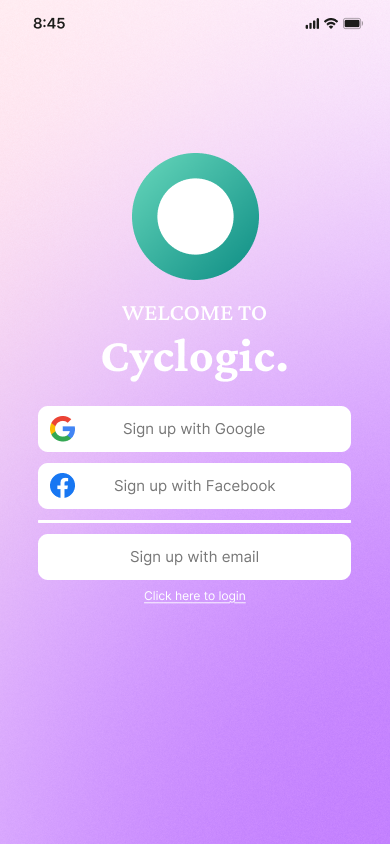 8:45
WELCOME TO
Cyclogic.
Sign up with Google
Sign up with Facebook
Sign up with email
Click here to login